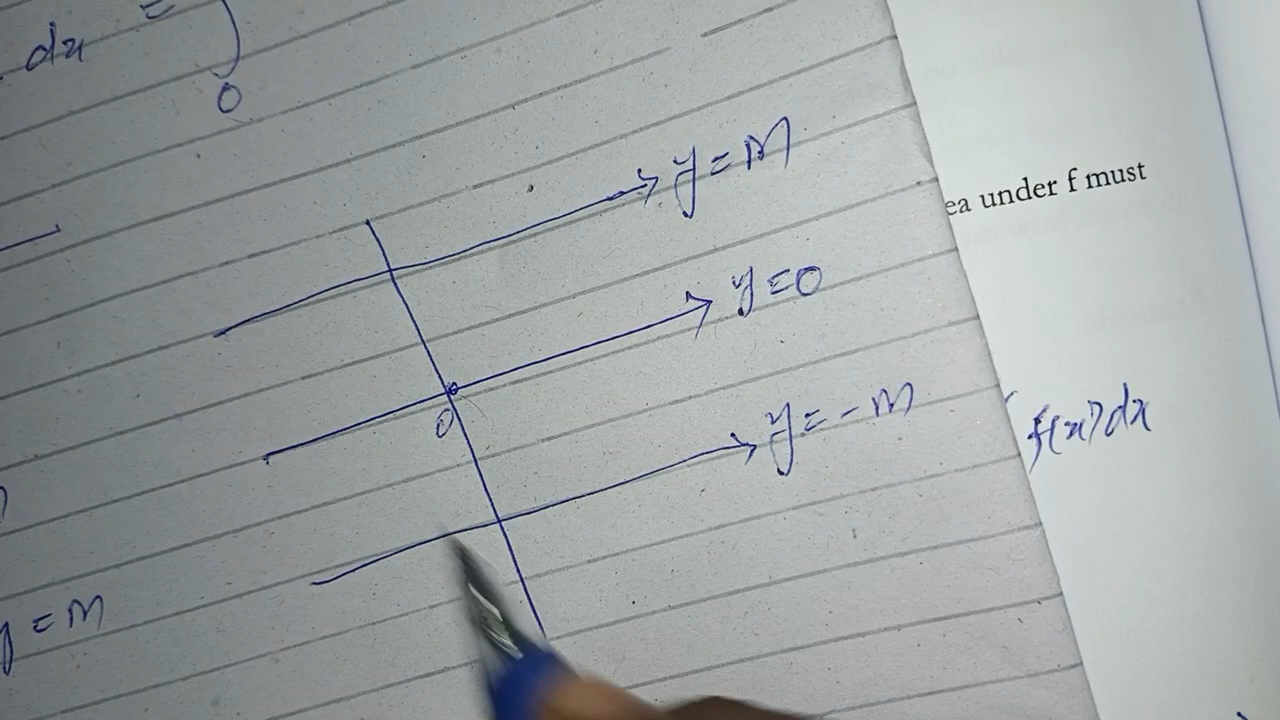 dx =
0
y = M
ea under f must
y = 0
0
y = - M
f(x) dx
y = M